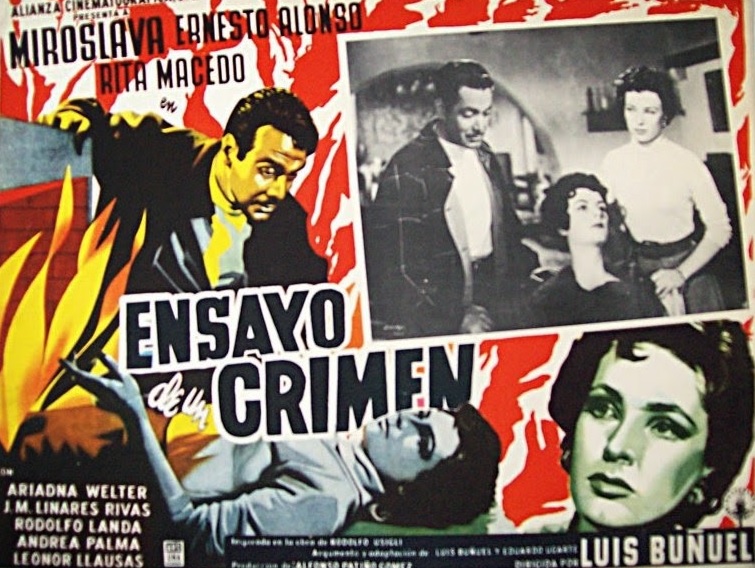 ALIANZA CINEMATOGRAFICA
PRESENTA A
MIROSLAVA ERNESTO ALONSO
RITA MACEDO
en
ENSAYO
de un
CRIMEN
CON
ARIADNA WELTER
J.M. LINARES RIVAS
RODOLFO LANDA
ANDREA PALMA
LEONOR LLAUSAS
Inspirada en la obra de RODOLFO USIGLI
Argumento y adaptación de LUIS BUÑUEL Y EDUARDO UGARTE
Producción de ALFONSO PATIÑO GOMEZ
DIRIGIDA POR LUIS BUÑUEL